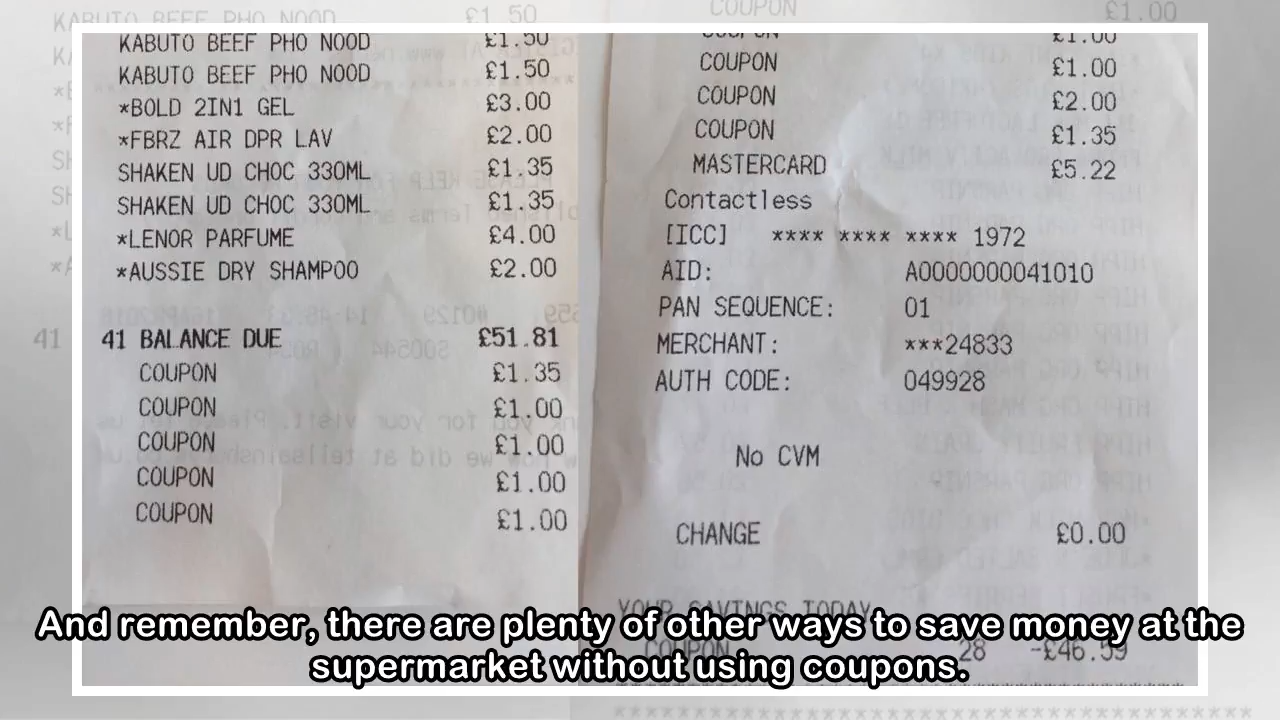 KABUTO BEEF PHO NOOD £1.50
KABUTO BEEF PHO NOOD £1.50
*BOLD 2IN1 GEL £3.00
*FBRZ AIR DPR LAV £2.00
SHAKEN UD CHOC 330ML £1.35
SHAKEN UD CHOC 330ML £1.35
*LENOR PARFUME £4.00
*AUSSIE DRY SHAMPOO £2.00
41 BALANCE DUE £51.81
COUPON £1.35
COUPON £1.00
COUPON £1.00
COUPON £1.00
COUPON £1.00
COUPON £1.00
COUPON £1.00
COUPON £2.00
COUPON £1.35
MASTERCARD £5.22
Contactless
[ICC] **** **** **** 1972
AID: A0000000041010
PAN SEQUENCE: 01
MERCHANT: ***24833
AUTH CODE: 049928
No CVM
CHANGE £0.00
YOUR SAVINGS TODAY
COUPON 28 -£46.59
And remember, there are plenty of other ways to save money at the
supermarket without using coupons.